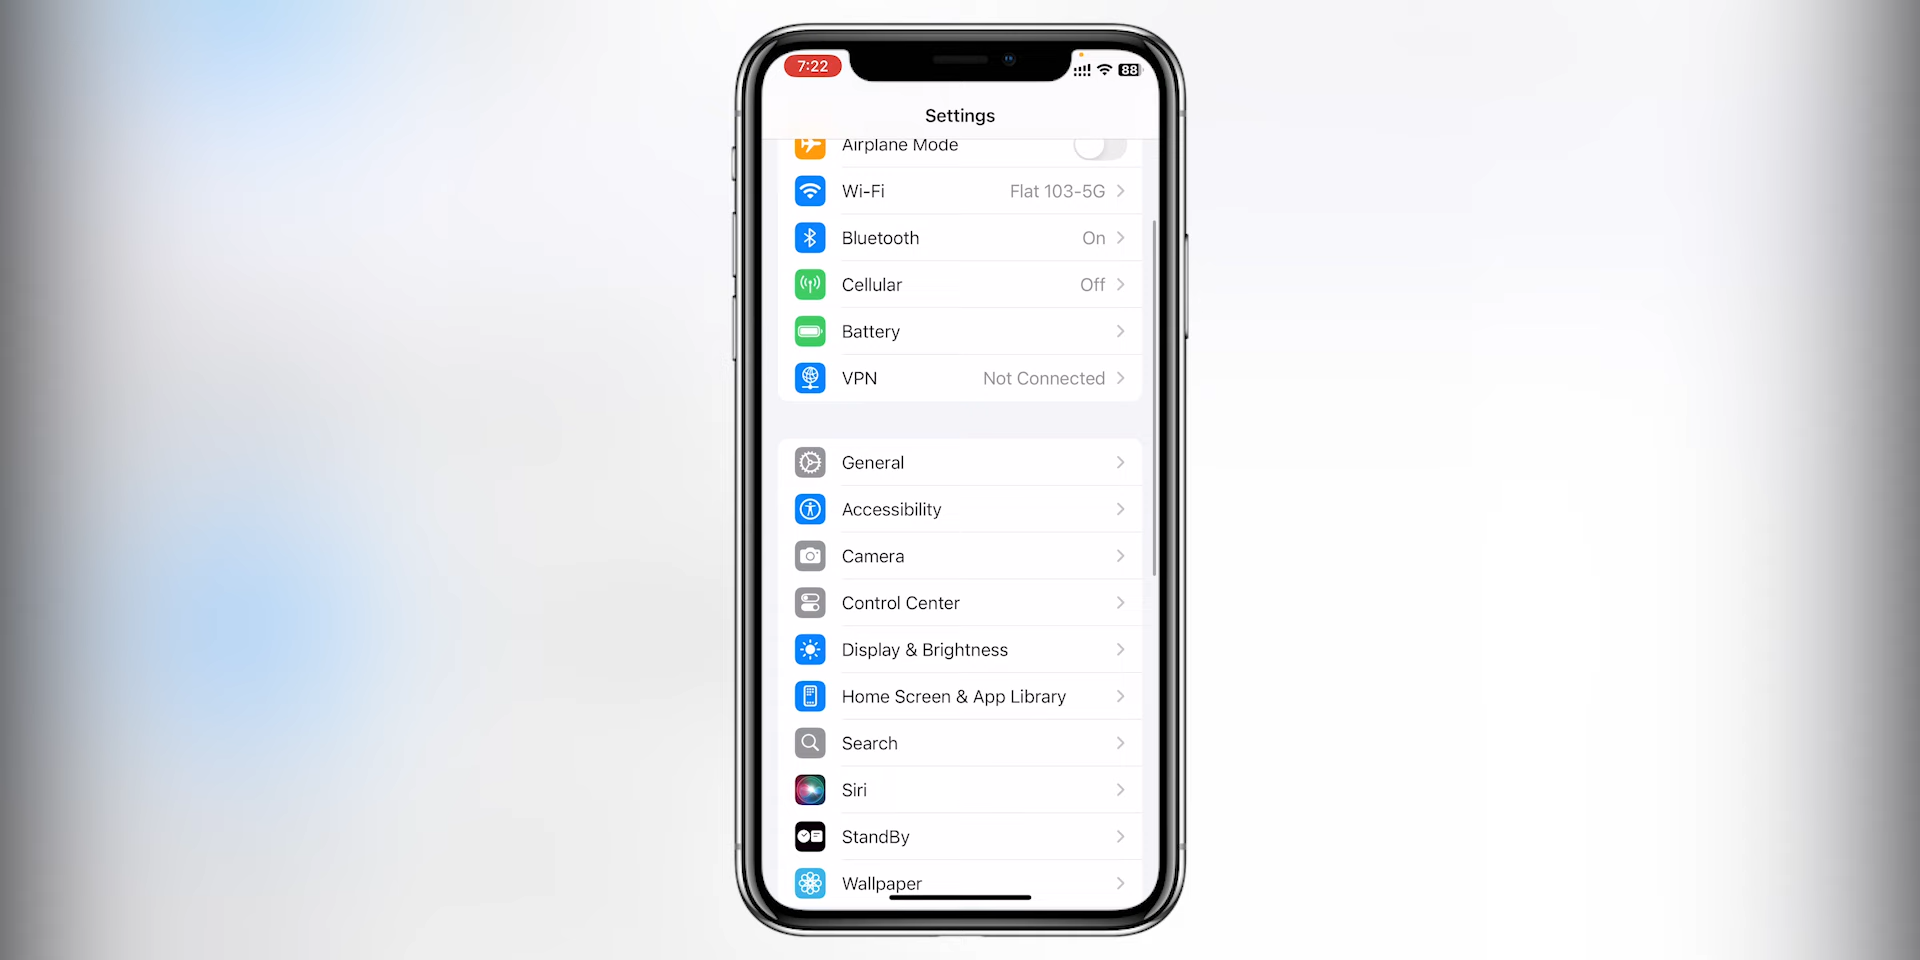 7:22
88
Settings
Airplane Mode
Wi-Fi Flat 103-5G
Bluetooth On
Cellular Off
Battery
VPN Not Connected
General
Accessibility
Camera
Control Center
Display & Brightness
Home Screen & App Library
Search
Siri
StandBy
Wallpaper